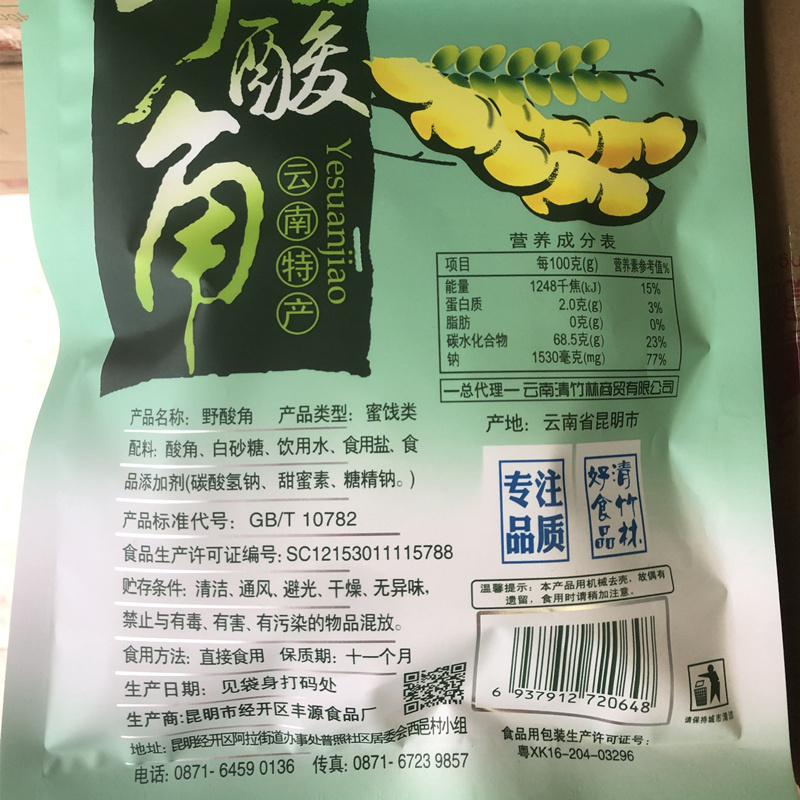 酸
角
Yesuanjiao
云南特产
营养成分表
项目 每100克(g) 营养素参考值%
能量 1248千焦(kJ) 15%
蛋白质 2.0克(g) 3%
脂肪 0克(g) 0%
碳水化合物 68.5克(g) 23%
钠 1530毫克(mg) 77%
一总代理一云南清竹林商贸有限公司
产地: 云南省昆明市
专注
品质
清竹林
好食品
产品名称: 野酸角 产品类型: 蜜饯类
配料: 酸角、白砂糖、饮用水、食用盐、食
品添加剂(碳酸氢钠、甜蜜素、糖精钠。)
产品标准代号: GB/T 10782
食品生产许可证编号: SC12153011115788
贮存条件: 清洁、通风、避光、干燥、无异味,
禁止与有毒、有害、有污染的物品混放。
食用方法: 直接食用 保质期: 十一个月
生产日期: 见袋身打码处
生产商:昆明市经开区丰源食品厂
地址: 昆明经开区阿拉街道办事处普照社区居委会西邑村小组
电话: 0871- 6459 0136 传真: 0871- 6723 9857
温馨提示: 本产品用机械去壳, 故偶有
遗留, 食用时请稍加注意.
6 937912 720648
请保持城市清洁
食品用包装生产许可证号:
粤XK16-204-03296